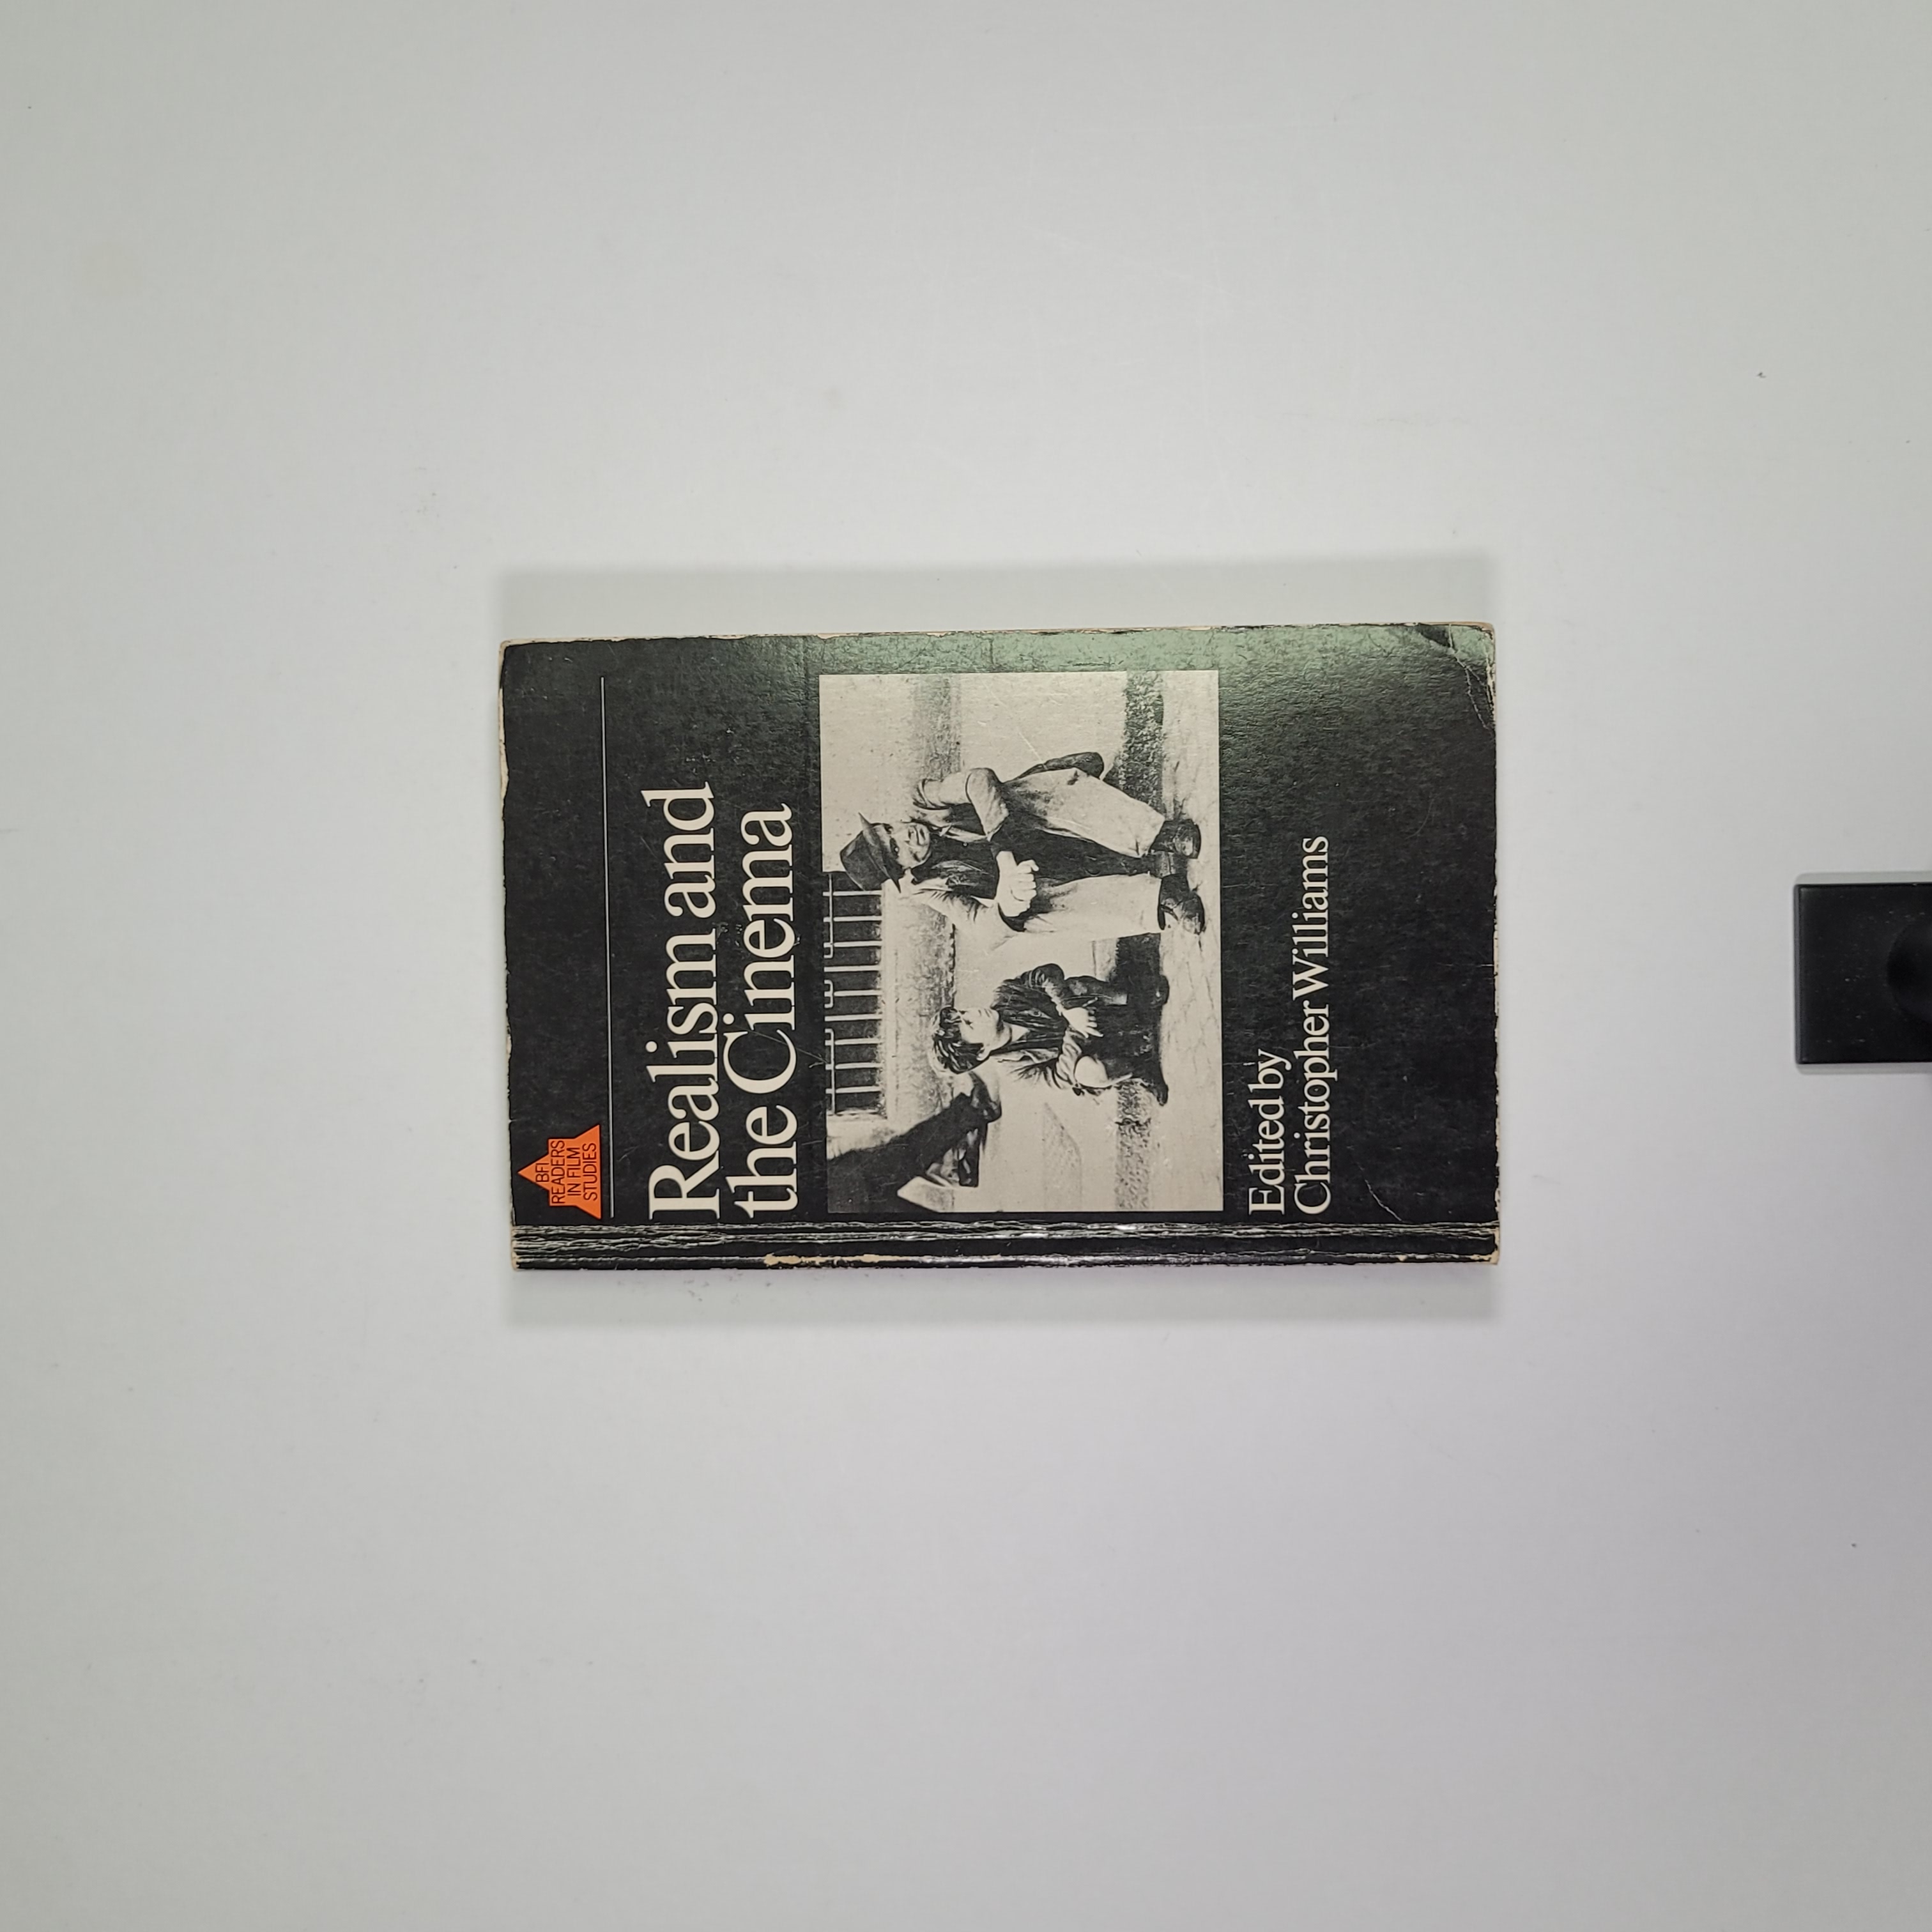 BFI
READERS
IN FILM
STUDIES
Realism and
the Cinema
Edited by
Christopher Williams